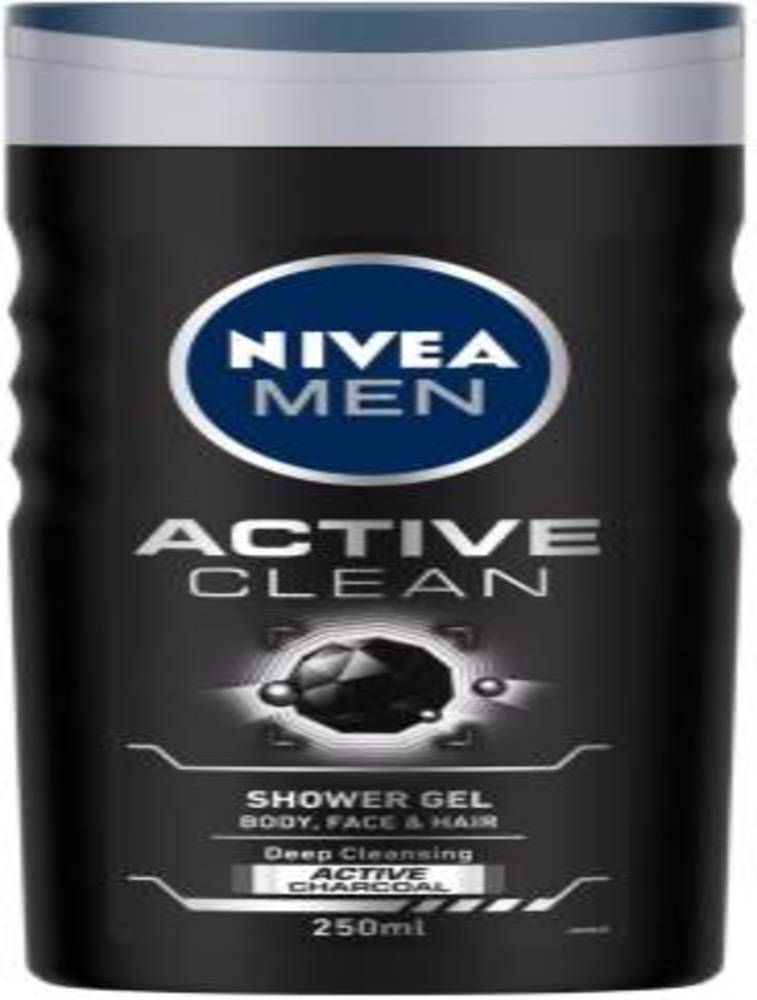 NIVEA
MEN
ACTIVE
CLEAN
SHOWER GEL
BODY, FACE & HAIR
Deep Cleansing
ACTIVE
CHARCOAL
250ml